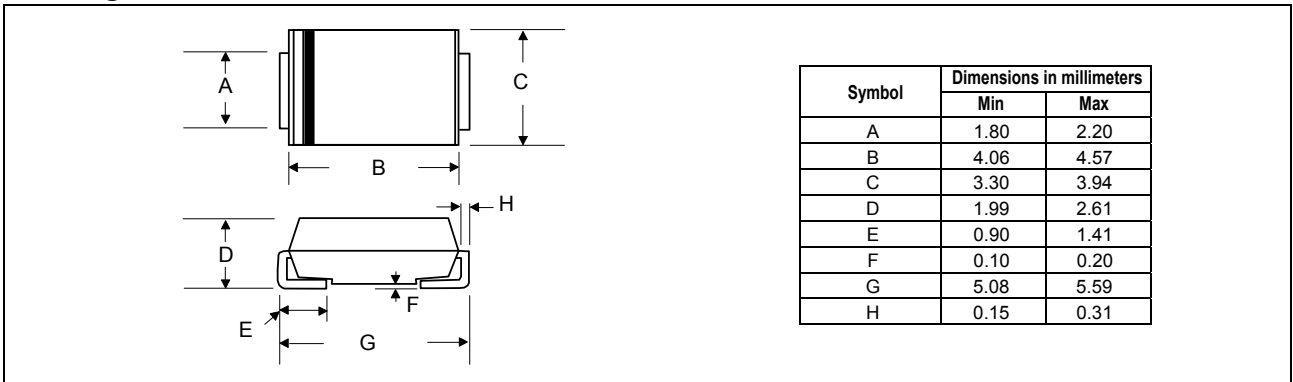 A
C
B
H
D
F
E
G
Symbol Dimensions in millimeters
Min Max
A 1.80 2.20
B 4.06 4.57
C 3.30 3.94
D 1.99 2.61
E 0.90 1.41
F 0.10 0.20
G 5.08 5.59
H 0.15 0.31